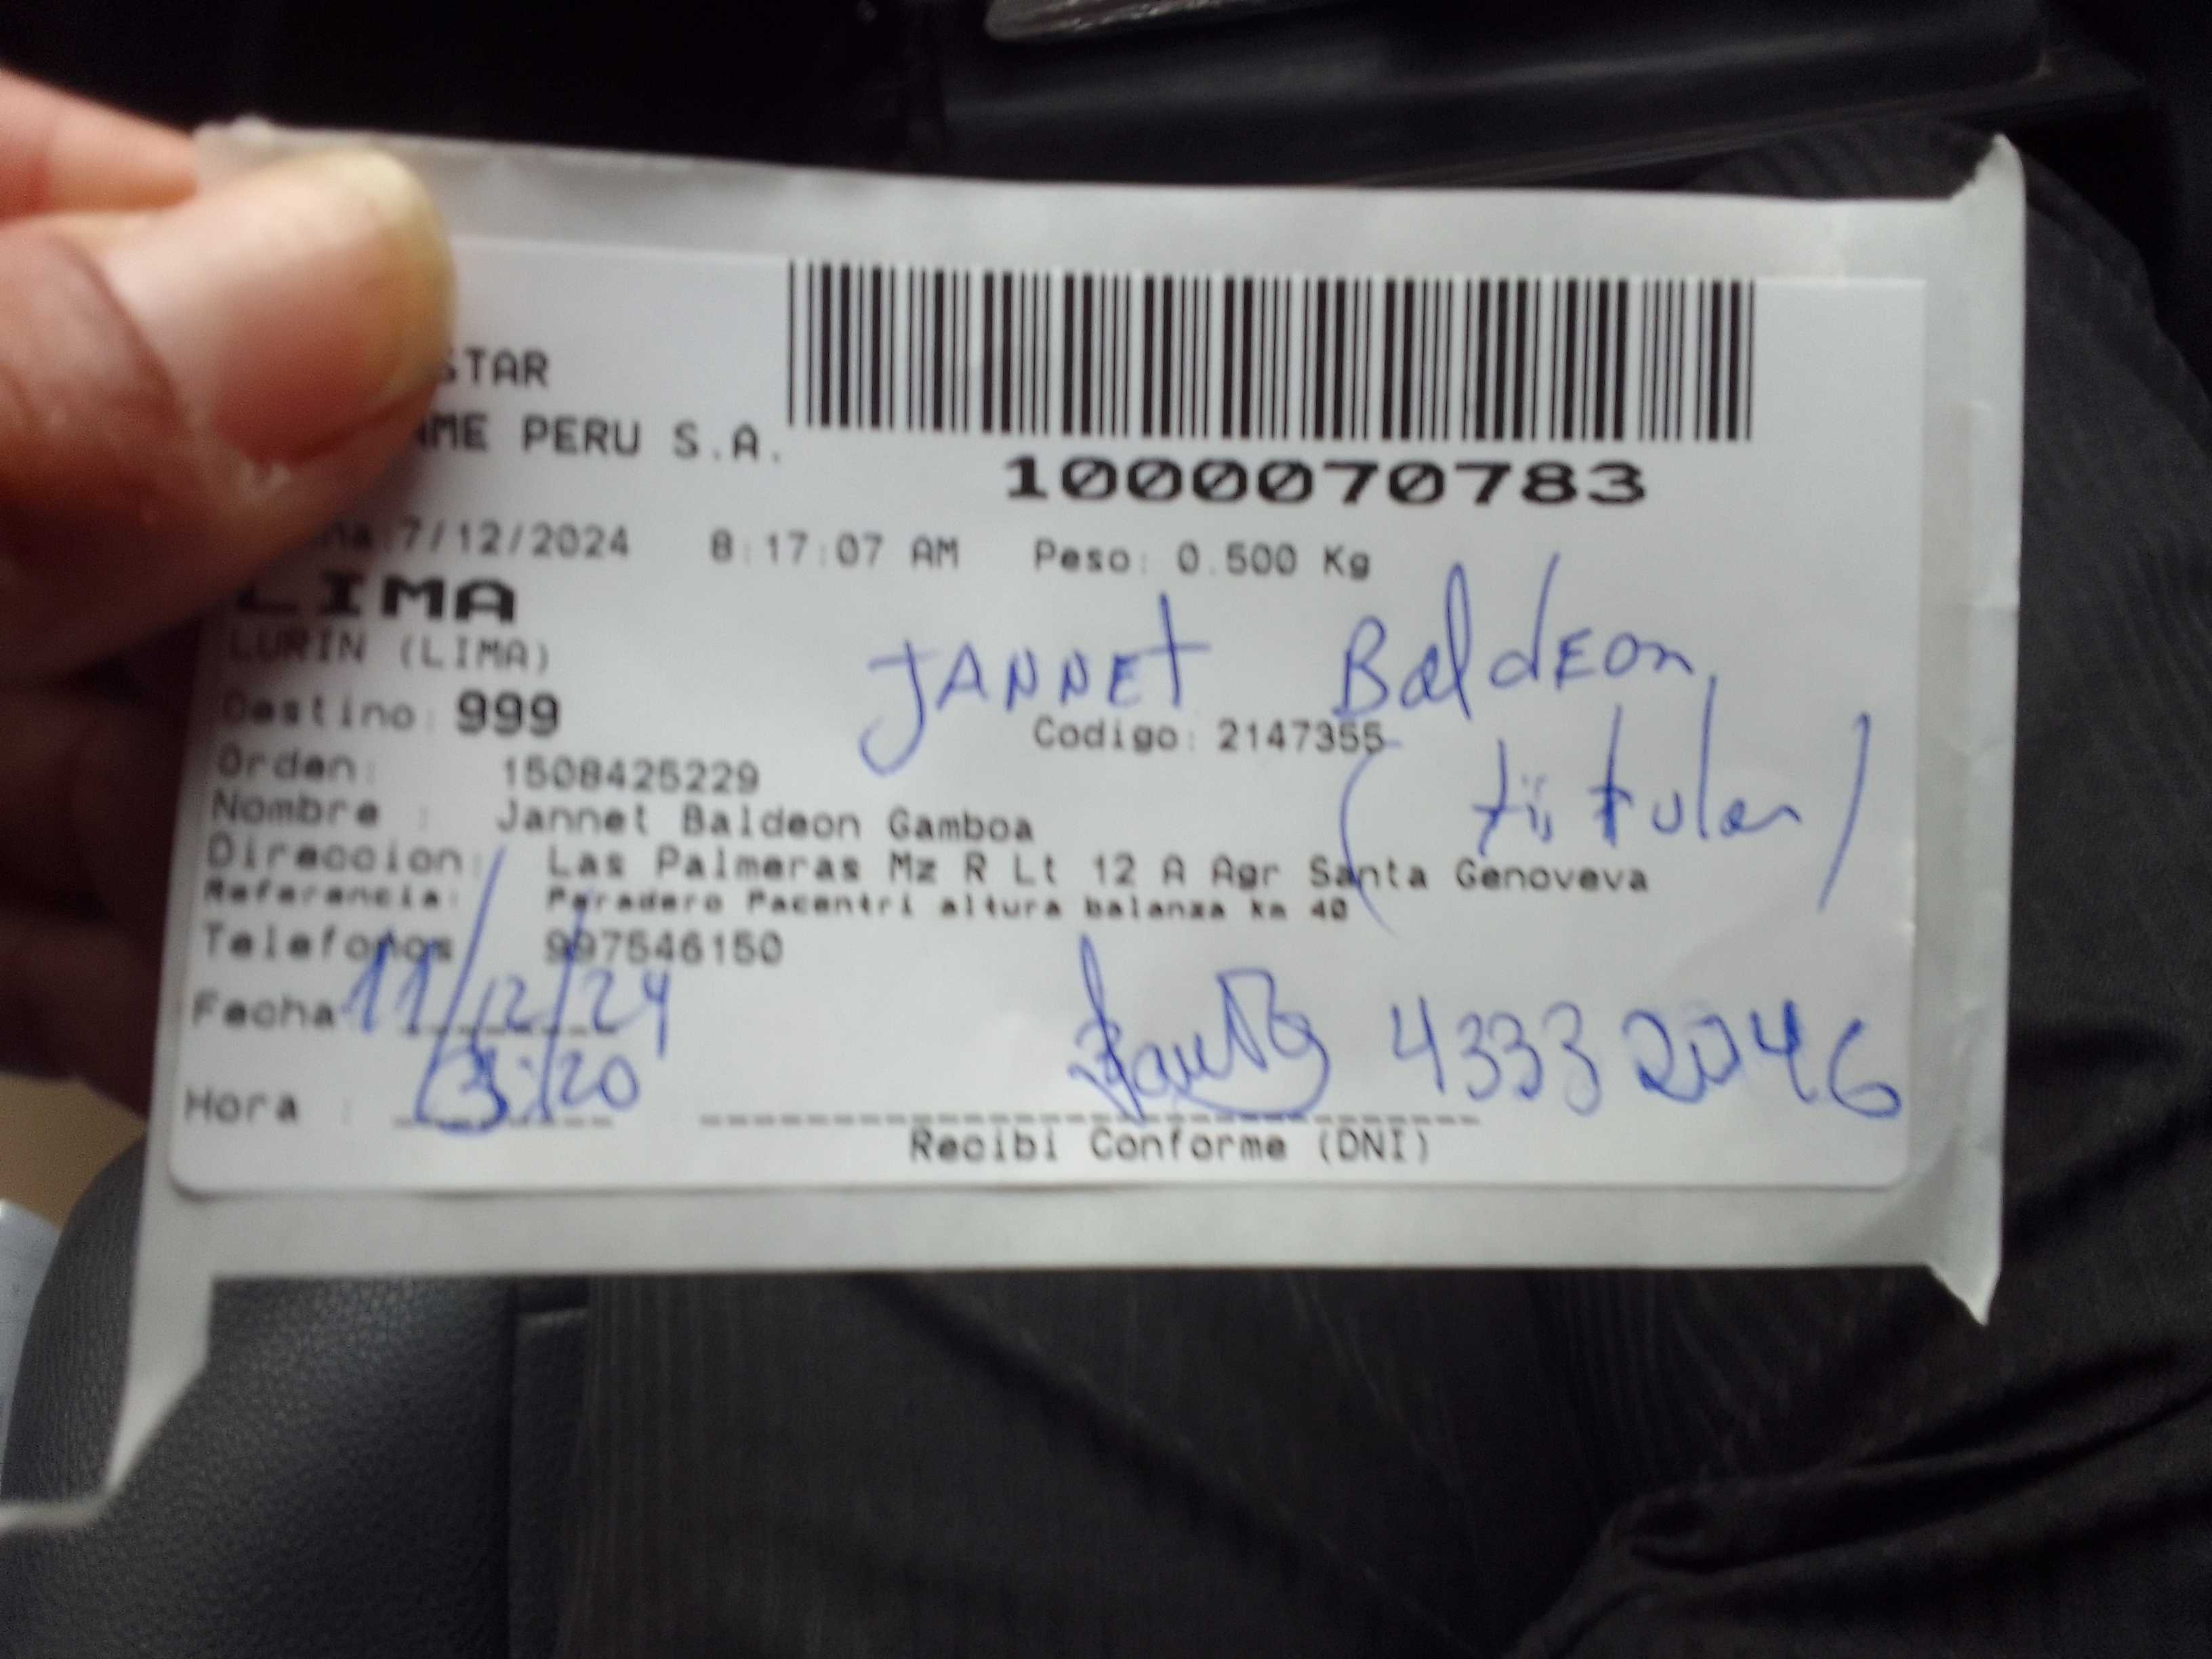 STAR
AME PERU S.A.
1000070783
7/12/2024 8:17:07 AM Peso: 0.500 Kg
LIMA
LURIN (LIMA)
JANNET Baldeon
Destino: 999
Codigo: 2147355
(titular)
Orden: 1508425229
Nombre : Jannet Baldeon Gamboa
Direccion: Las Palmeras Mz R Lt 12 A Agr Santa Genoveva
Referencia: Paradero Pacentri altura balanza km 40
Telefonos 997546150
Fecha 11/12/24
43332046
Hora : 13:20
Recibi Conforme (DNI)